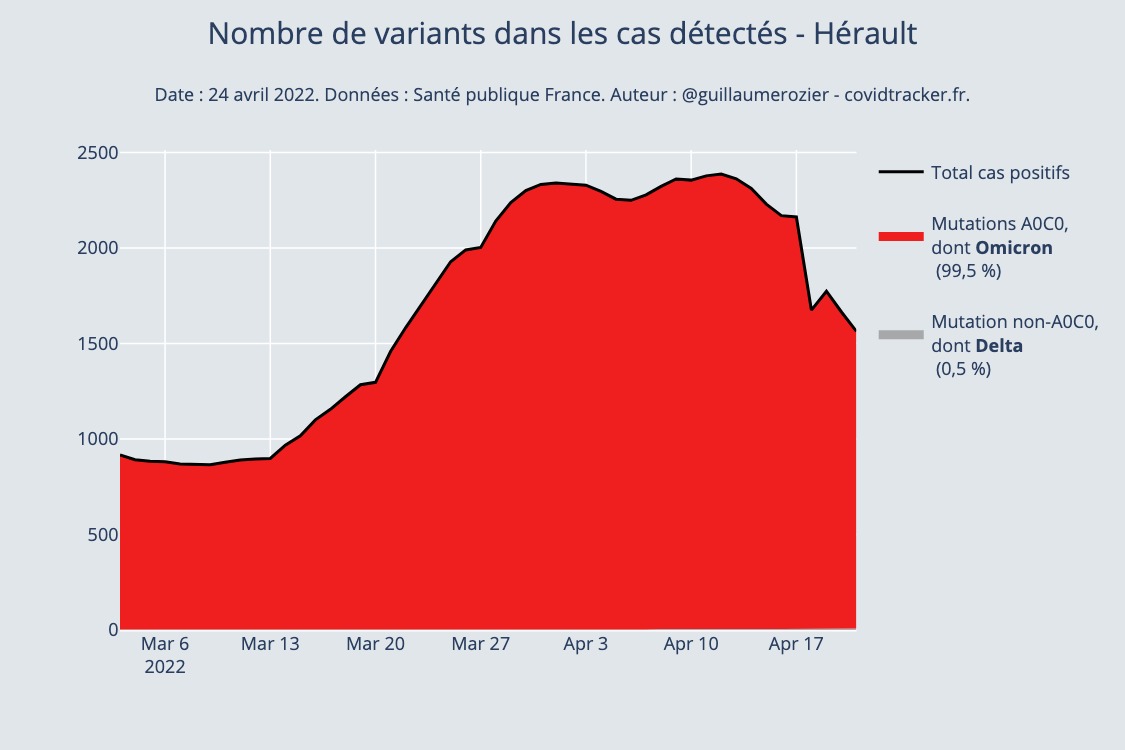 Nombre de variants dans les cas détectés - Hérault
Date : 24 avril 2022. Données : Santé publique France. Auteur : @guillaumerozier - covidtracker.fr.
2500
2000
1500
1000
500
0
Mar 6
2022
Mar 13
Mar 20
Mar 27
Apr 3
Apr 10
Apr 17
Total cas positifs
Mutations A0C0,
dont Omicron
(99,5 %)
Mutation non-A0C0,
dont Delta
(0,5 %)